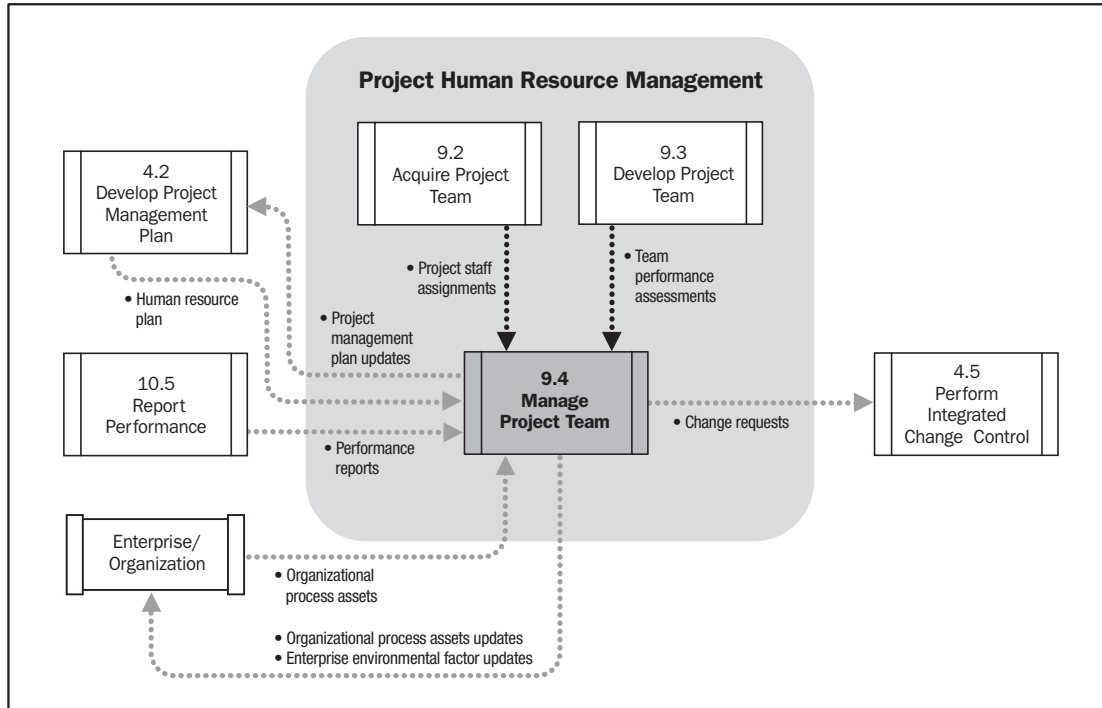 Project Human Resource Management
9.2
Acquire Project
Team
9.3
Develop Project
Team
4.2
Develop Project
Management
Plan
• Project staff
assignments
• Team
performance
assessments
• Human resource
plan
• Project
management
plan updates
10.5
Report
Performance
9.4
Manage
Project Team
4.5
Perform
Integrated
Change Control
• Change requests
• Performance
reports
Enterprise/
Organization
• Organizational
process assets
• Organizational process assets updates
• Enterprise environmental factor updates